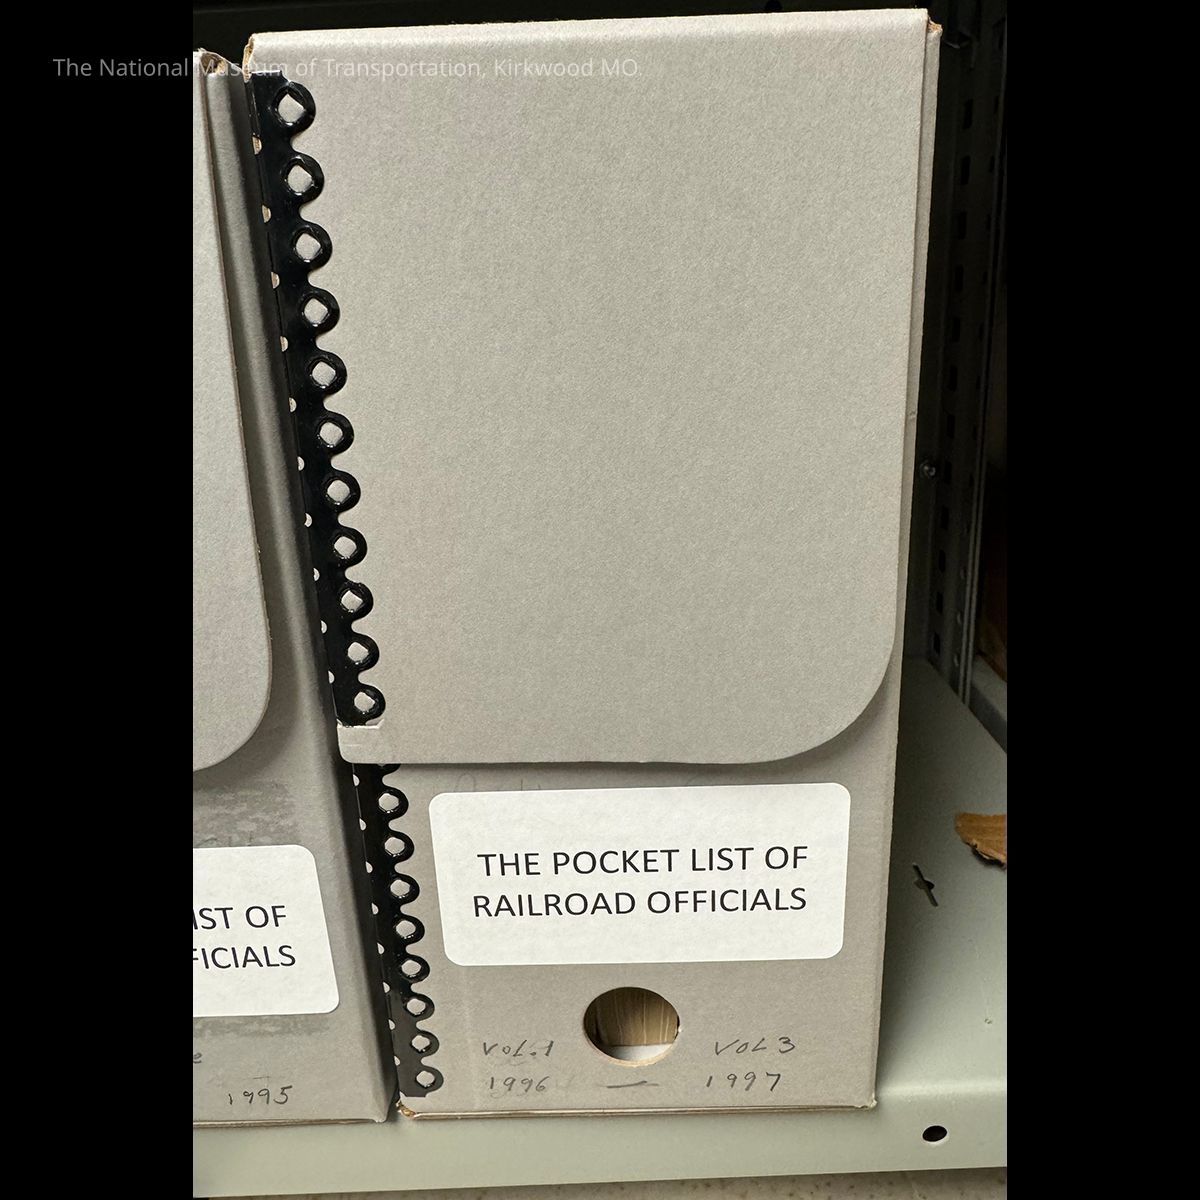 The National Museum of Transportation, Kirkwood MO.
THE POCKET LIST OF
RAILROAD OFFICIALS
VOL.1 VOL 3
1996 — 1997
IST OF
FICIALS
1995